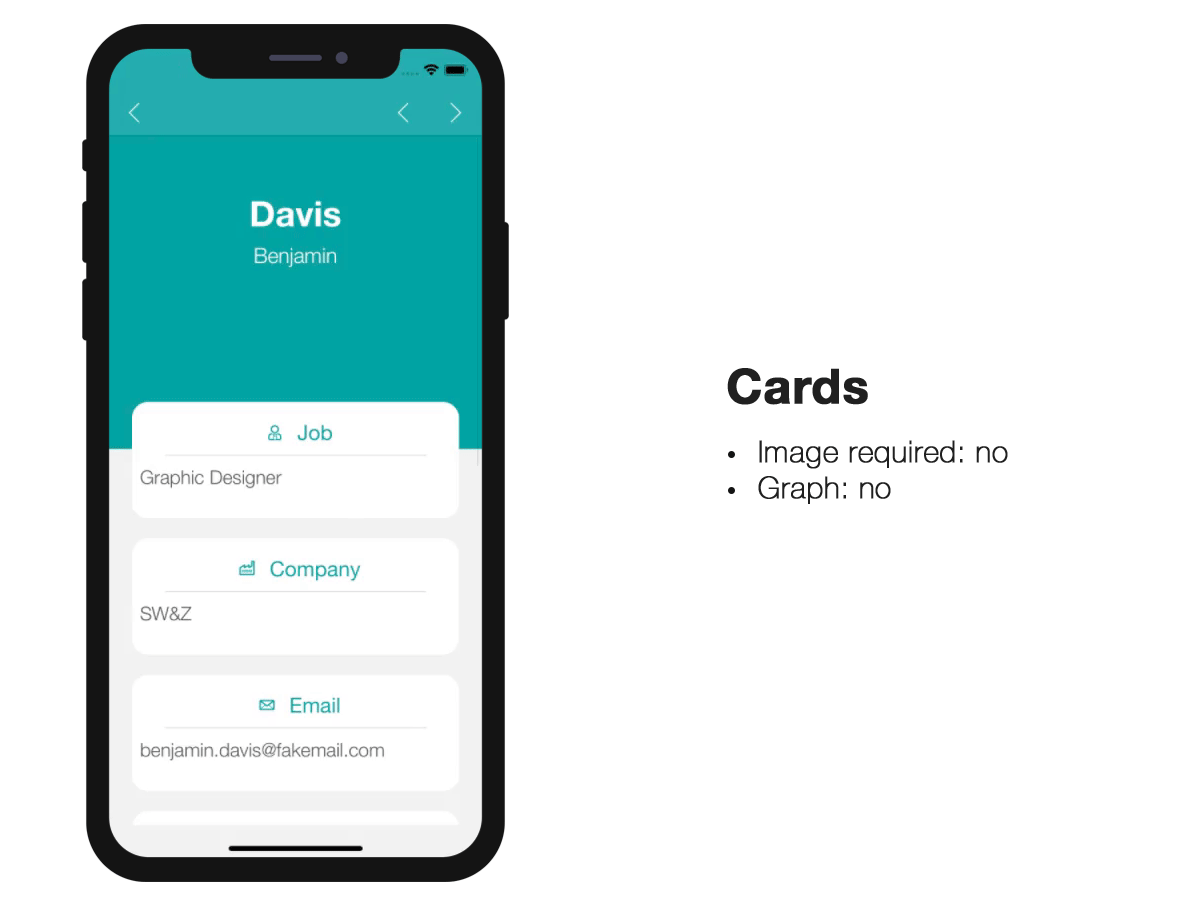 Davis
Benjamin
Job
Graphic Designer
Company
SW&Z
Email
benjamin.davis@fakemail.com
Cards
• Image required: no
• Graph: no